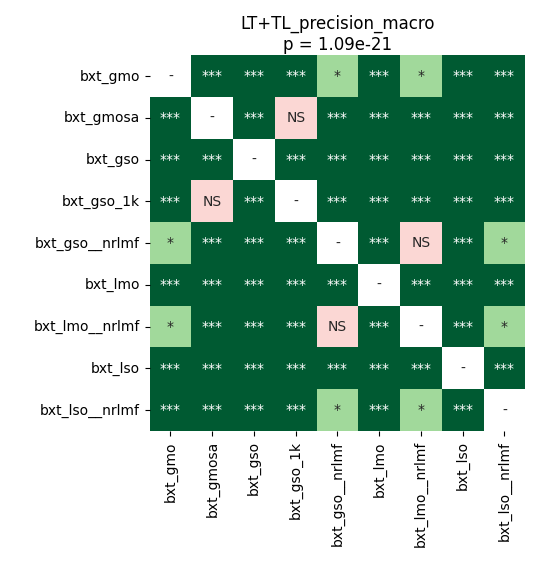 LT+TL_precision_macro
p = 1.09e-21
bxt_gmo - *** *** *** * *** * *** ***
bxt_gmosa *** - *** NS *** *** *** *** ***
bxt_gso *** *** - *** *** *** *** *** ***
bxt_gso_1k *** NS *** - *** *** *** *** ***
bxt_gso__nrlmf * *** *** *** - *** NS *** *
bxt_lmo *** *** *** *** *** - *** *** ***
bxt_lmo__nrlmf * *** *** *** NS *** - *** *
bxt_lso *** *** *** *** *** *** *** - ***
bxt_lso__nrlmf *** *** *** *** * *** * *** -
bxt_gmo
bxt_gmosa
bxt_gso
bxt_gso_1k
bxt_gso__nrlmf
bxt_lmo
bxt_lmo__nrlmf
bxt_lso
bxt_lso__nrlmf